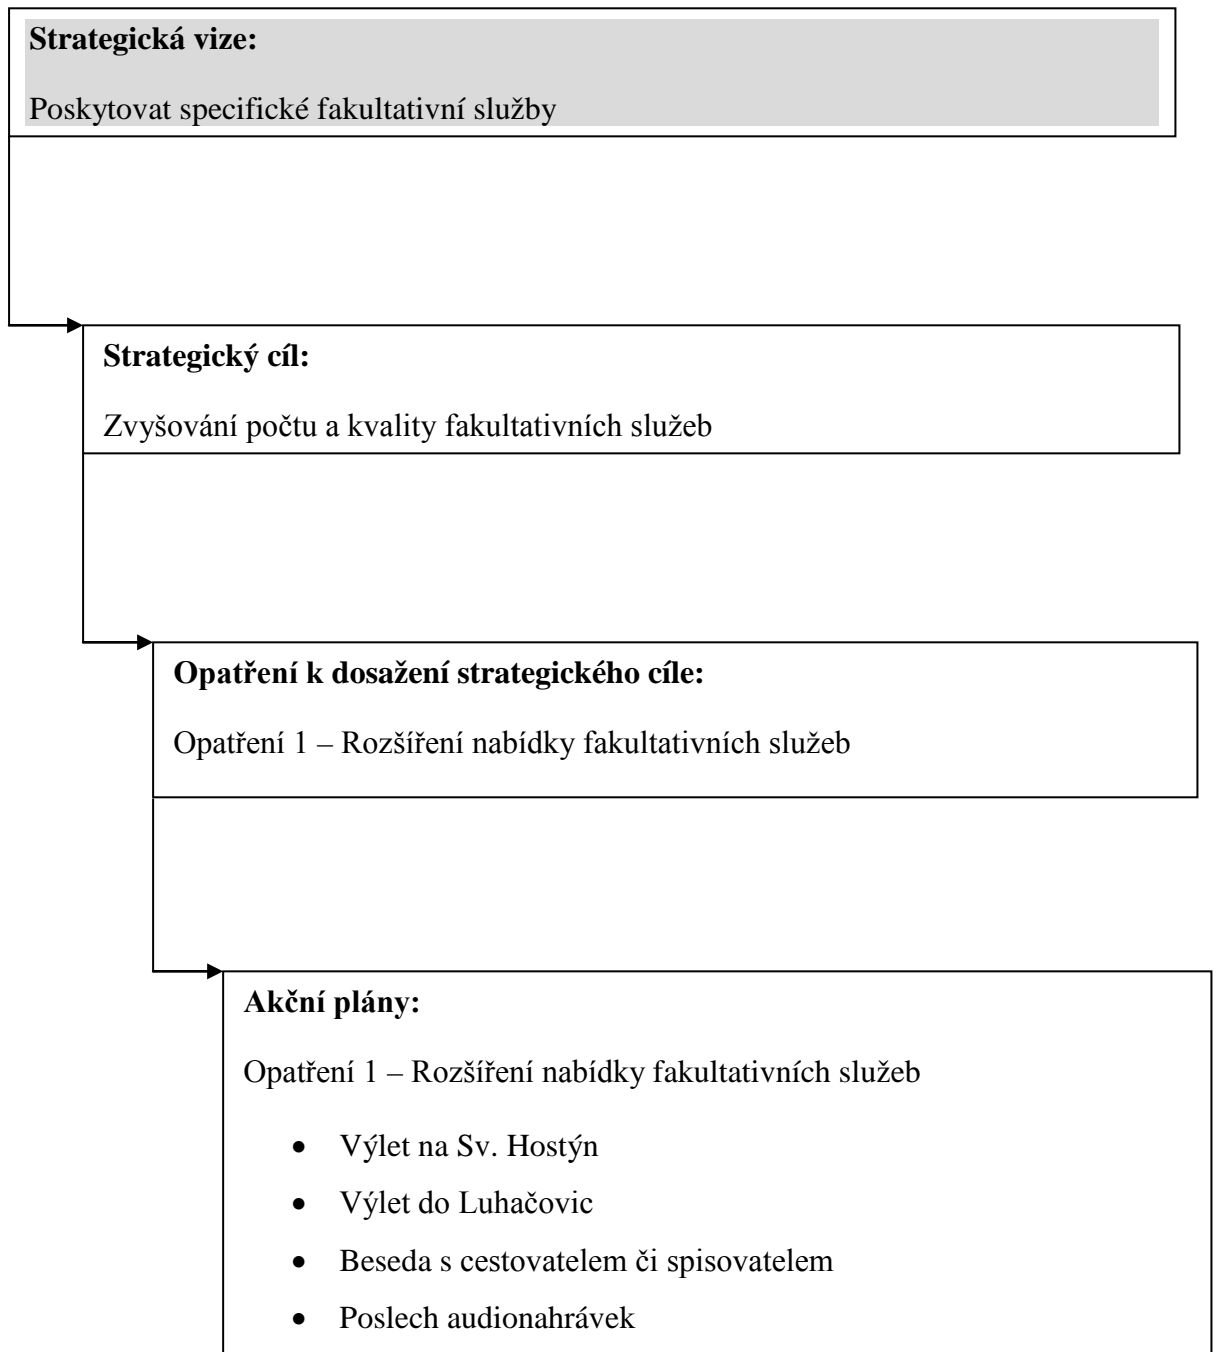 Strategická vize:
Poskytovat specifické fakultativní služby
Strategický cíl:
Zvyšování počtu a kvality fakultativních služeb
Opatření k dosažení strategického cíle:
Opatření 1 – Rozšíření nabídky fakultativních služeb
Akční plány:
Opatření 1 – Rozšíření nabídky fakultativních služeb
• Výlet na Sv. Hostýn
• Výlet do Luhačovic
• Beseda s cestovatelem či spisovatelem
• Poslech audionahrávek